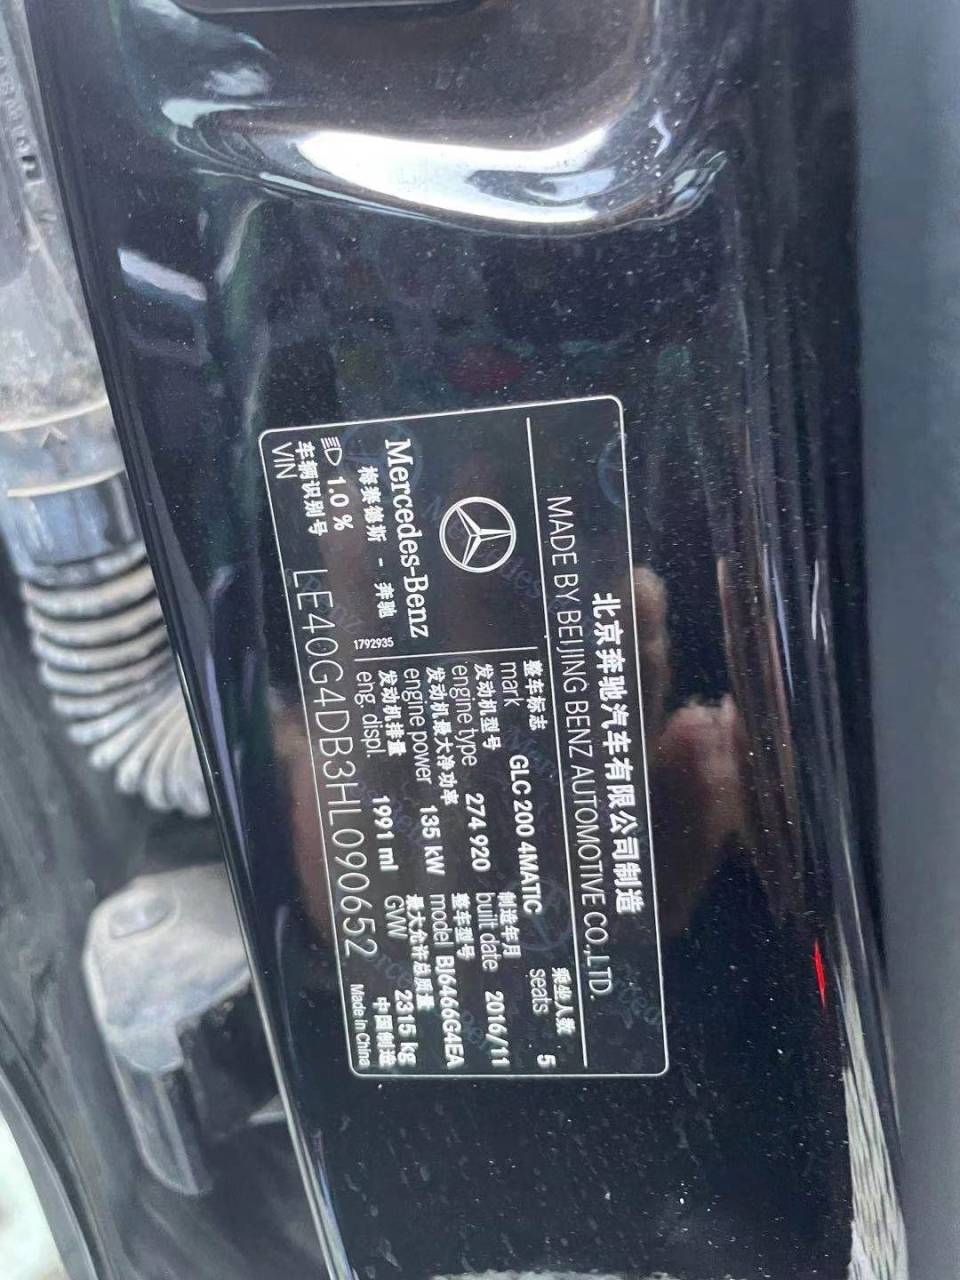 北京奔驰汽车有限公司制造
MADE BY BEIJING BENZ AUTOMOTIVE CO.,LTD.
整车标志
mark GLC 200 4MATIC
乘坐人数
seats 5
发动机型号
engine type 274 920
制造年月
built date 2016/11
发动机最大净功率
engine power 135 kW
整车型号
model BJ6466G4EA
发动机排量
eng. displ. 1991 ml
最大允许总质量
GVW 2315 kg
Mercedes-Benz
梅赛德斯 - 奔驰
1.0 %
1792935
中国制造
Made in China
车辆识别号
VIN LE40G4DB3HL090652